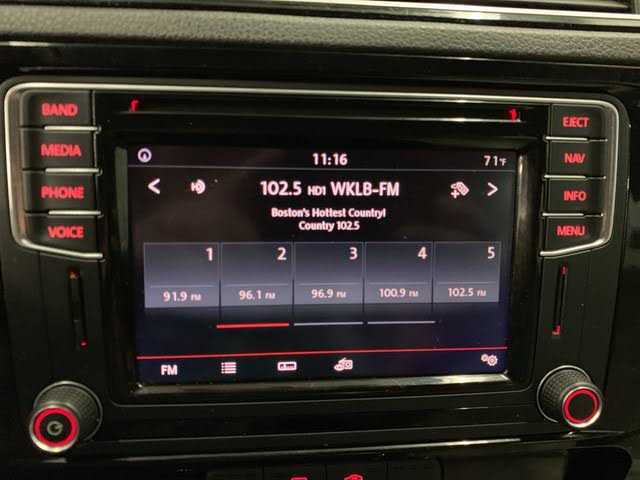 BAND
MEDIA
PHONE
VOICE
EJECT
NAV
INFO
MENU
11:16
71°F
102.5 HD1 WKLB-FM
Boston's Hottest Country!
Country 102.5
1
2
3
4
5
91.9 FM
96.1 FM
96.9 FM
100.9 FM
102.5 FM
FM